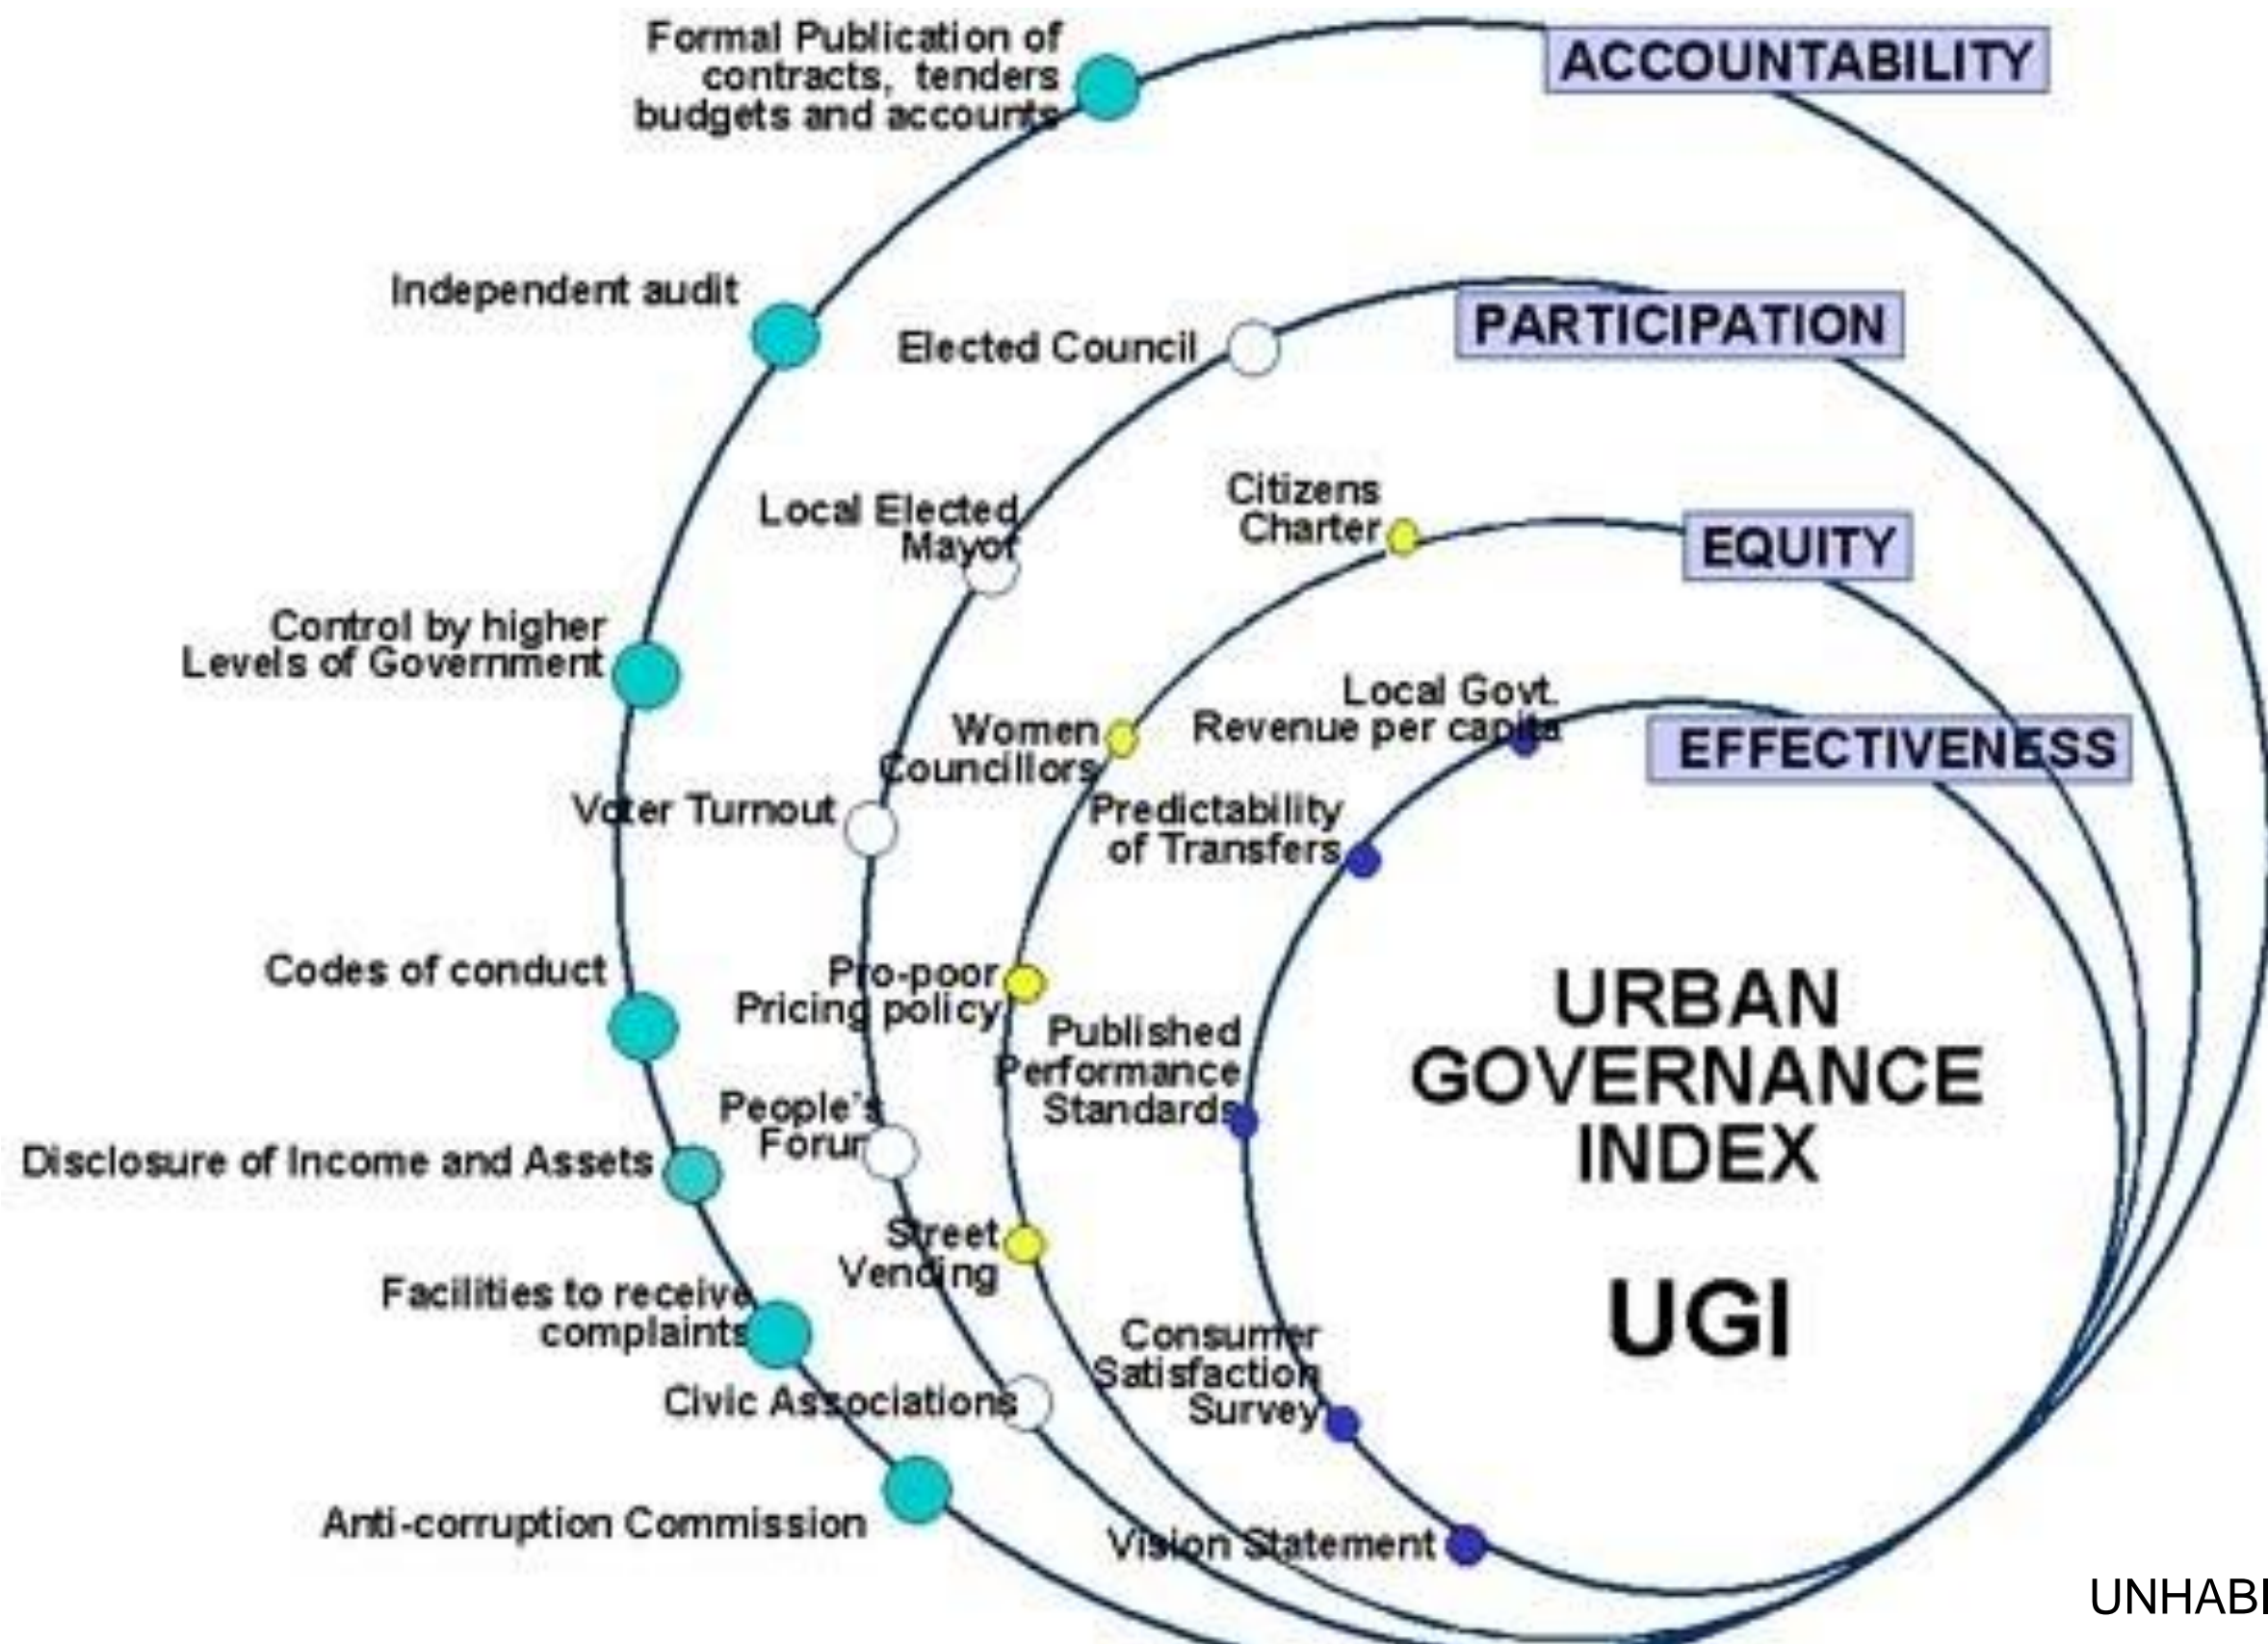 Formal Publication of
contracts, tenders
budgets and accounts
ACCOUNTABILITY
Independent audit
PARTICIPATION
Elected Council
Local Elected
Mayor
Citizens
Charter
EQUITY
Control by higher
Levels of Government
Local Govt.
Revenue per capita
EFFECTIVENESS
Women
Councillors
Voter Turnout
Predictability
of Transfers
Codes of conduct
Pro-poor
Pricing policy
Published
Performance
Standards
URBAN
GOVERNANCE
INDEX
UGI
People's
Forum
Disclosure of Income and Assets
Street
Vending
Facilities to receive
complaints
Consumer
Satisfaction
Survey
Civic Associations
Anti-corruption Commission
Vision Statement
UNHABI